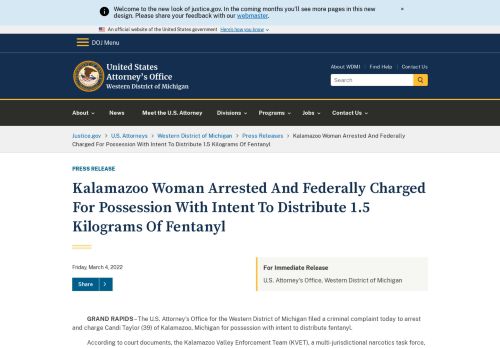 Welcome to the new look of justice.gov. In the coming months you'll see more pages in this new
design. Please share your feedback with our webmaster.
×
An official website of the United States government Here's how you know
DOJ Menu
United States
Attorney's Office
Western District of Michigan
About WDMI Find Help Contact Us
Search
About News Meet the U.S. Attorney Divisions Programs Jobs Contact Us
Justice.gov > U.S. Attorneys > Western District of Michigan > Press Releases > Kalamazoo Woman Arrested And Federally
Charged For Possession With Intent To Distribute 1.5 Kilograms Of Fentanyl
PRESS RELEASE
Kalamazoo Woman Arrested And Federally Charged
For Possession With Intent To Distribute 1.5
Kilograms Of Fentanyl
Friday, March 4, 2022
Share >
For Immediate Release
U.S. Attorney's Office, Western District of Michigan
GRAND RAPIDS – The U.S. Attorney's Office for the Western District of Michigan filed a criminal complaint today to arrest
and charge Candi Taylor (39) of Kalamazoo, Michigan for possession with intent to distribute fentanyl.
According to court documents, the Kalamazoo Valley Enforcement Team (KVET), a multi-jurisdictional narcotics task force,